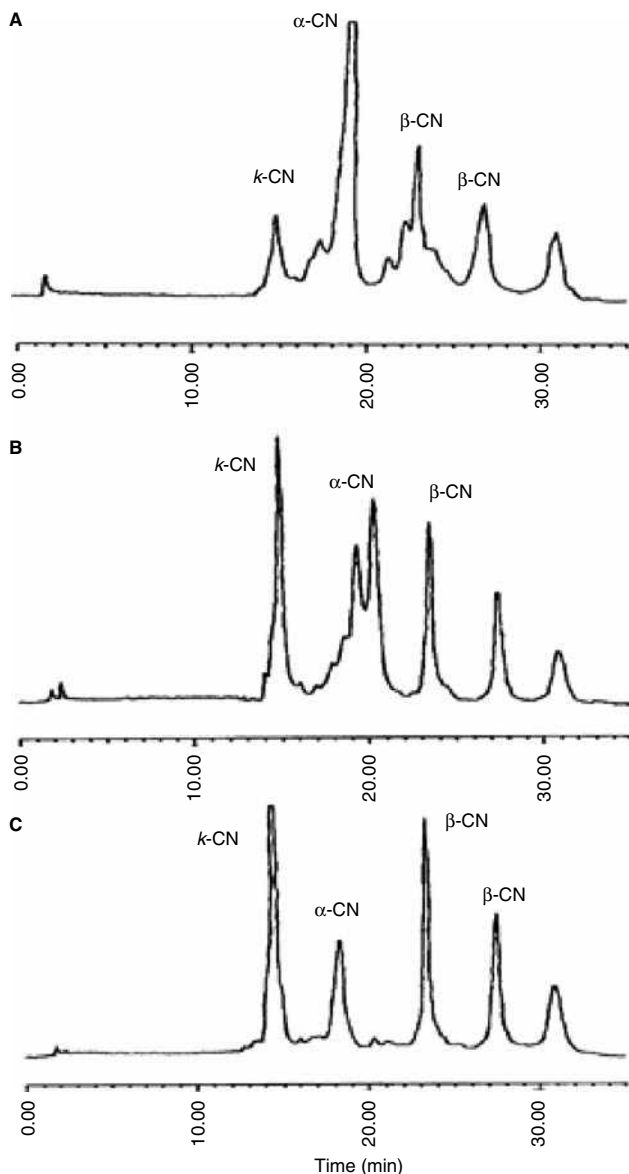 A
α-CN
β-CN
k-CN
β-CN
0.00
10.00
20.00
30.00
B
k-CN
α-CN
β-CN
0.00
10.00
20.00
30.00
C
k-CN
β-CN
α-CN
β-CN
0.00
10.00
20.00
30.00
Time (min)